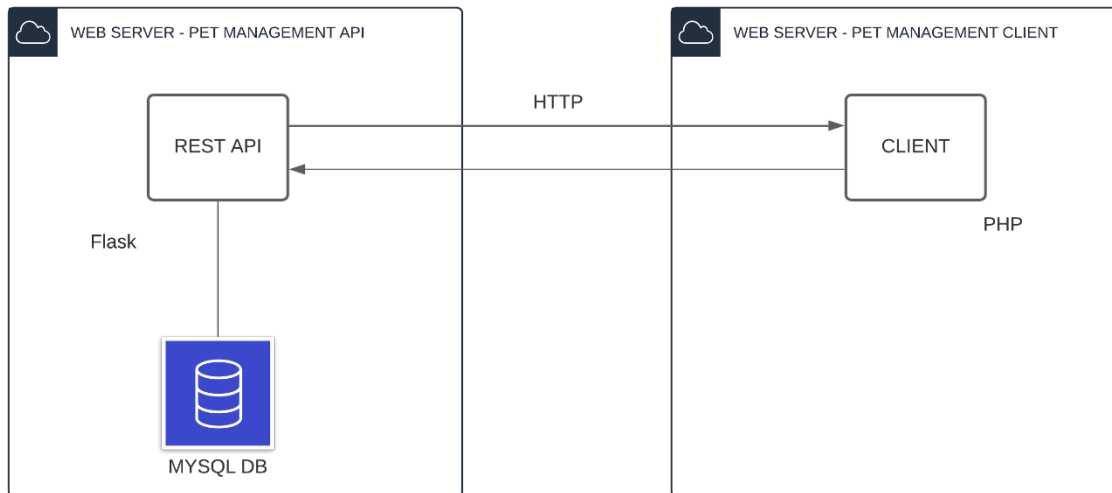 WEB SERVER - PET MANAGEMENT API
WEB SERVER - PET MANAGEMENT CLIENT
HTTP
REST API
CLIENT
Flask
PHP
MYSQL DB